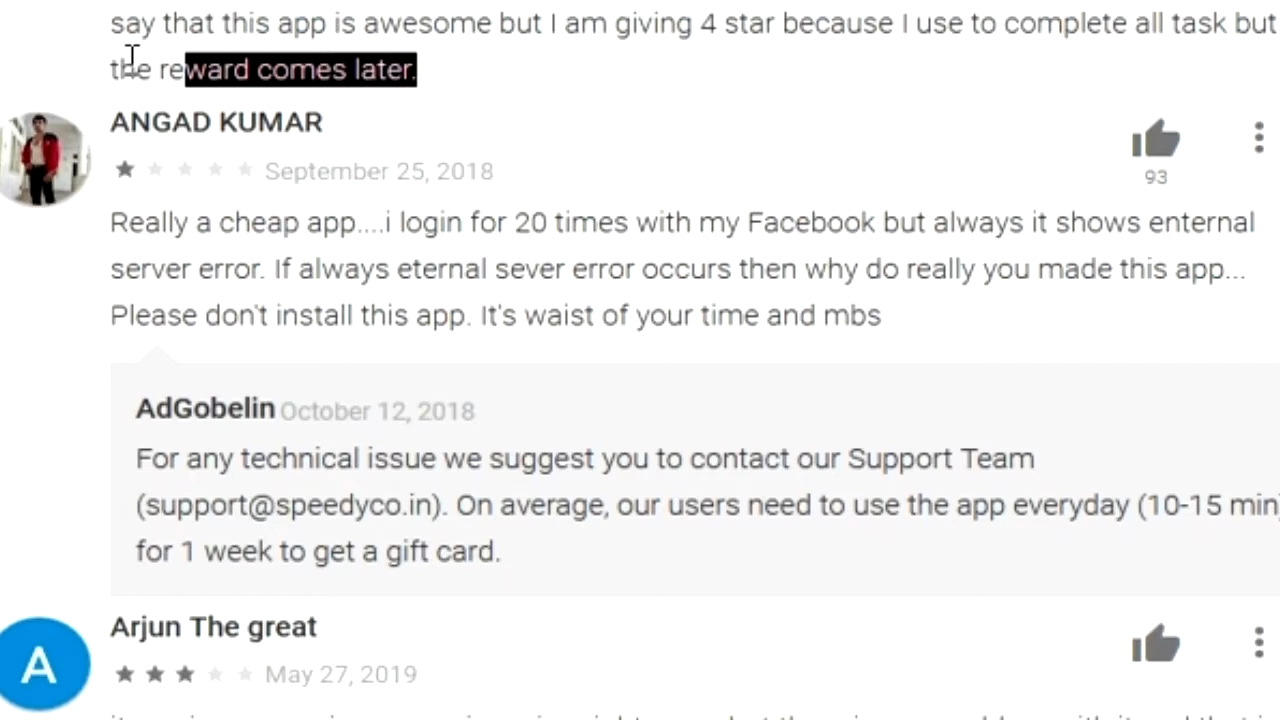 say that this app is awesome but I am giving 4 star because I use to complete all task but
the reward comes later.
ANGAD KUMAR
September 25, 2018
93
Really a cheap app....i login for 20 times with my Facebook but always it shows enternal
server error. If always eternal sever error occurs then why do really you made this app...
Please don't install this app. It's waist of your time and mbs
AdGobelin October 12, 2018
For any technical issue we suggest you to contact our Support Team
(support@speedyco.in). On average, our users need to use the app everyday (10-15 min
for 1 week to get a gift card.
A
Arjun The great
May 27, 2019